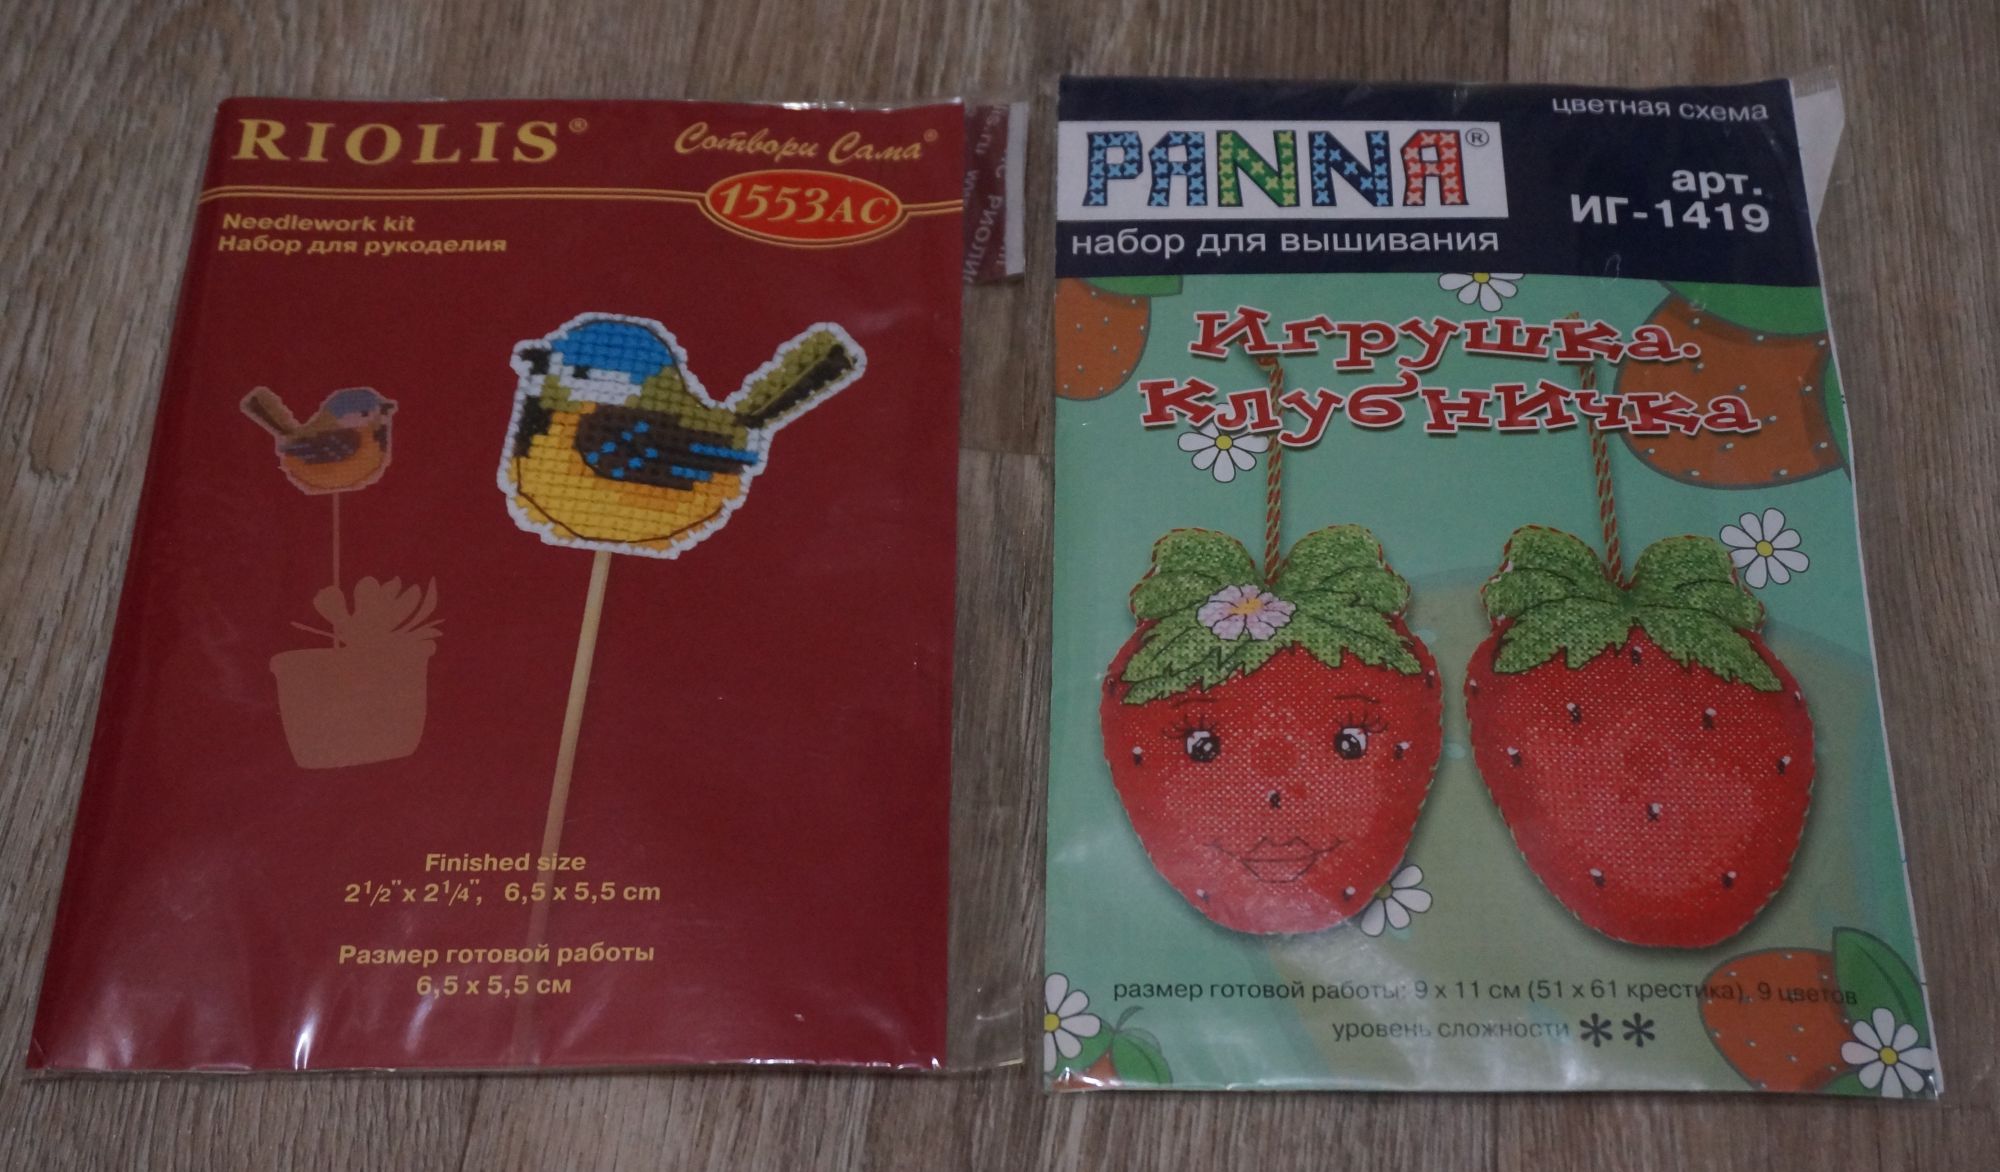 RIOLIS®
Сотвори Сама®
1553АС
Needlework kit
Набор для рукоделия
Finished size
2 1/2" x 2 1/4", 6,5 x 5,5 cm
Размер готовой работы
6,5 x 5,5 см
цветная схема
PANNA®
арт.
ИГ-1419
набор для вышивания
Игрушка.
Клубничка
размер готовой работы: 9 х 11 см (51 х 61 крестика), 9 цветов
уровень сложности **